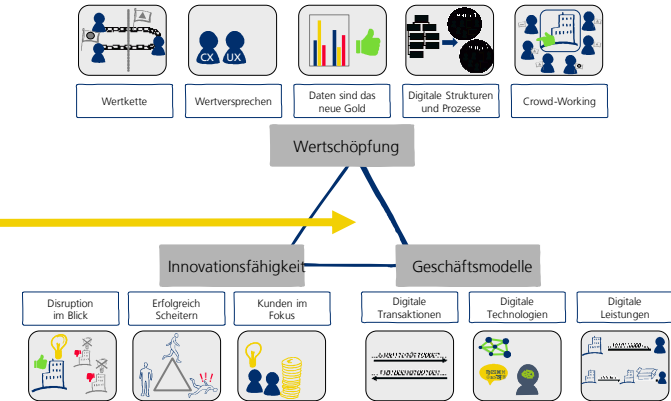 CX
UX
Wertkette
Wertversprechen
Daten sind das
neue Gold
Digitale Strukturen
und Prozesse
Crowd-Working
Wertschöpfung
Innovationsfähigkeit
Geschäftsmodelle
Disruption
im Blick
Erfolgreich
Scheitern
Kunden im
Fokus
Digitale
Transaktionen
Digitale
Technologien
Digitale
Leistungen